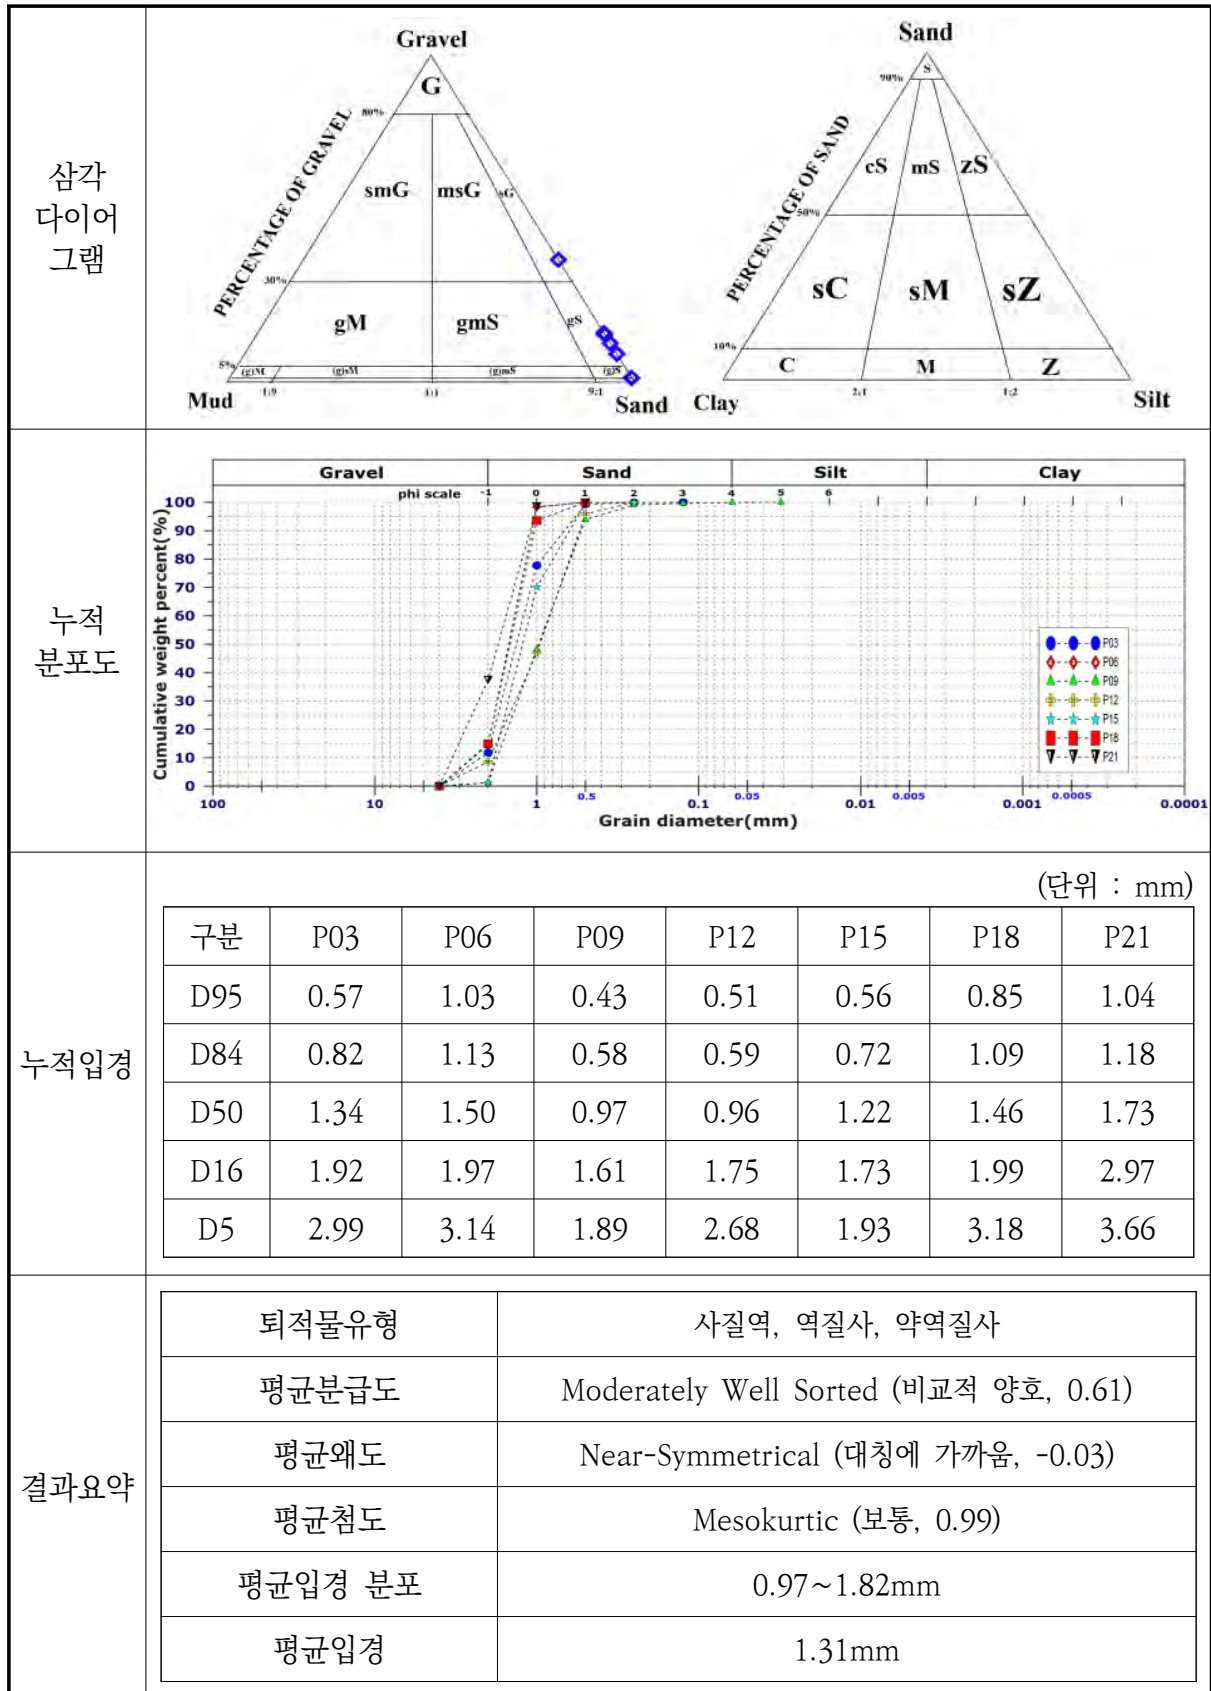 삼각
다이어
그램
Gravel
G
80%
PERCENTAGE OF GRAVEL
smG
msG
sG
30%
gM
gmS
gS
5%
(g)M
(g)sM
(g)mS
(g)S
1:9
1:1
9:1
Mud
Sand
Sand
S
90%
PERCENTAGE OF SAND
cS
mS
zS
50%
sC
sM
sZ
10%
C
M
Z
2:1
1:2
Clay
Silt
누적
분포도
Gravel Sand Silt Clay
phi scale -1 0 1 2 3 4 5 6
Cumulative weight percent(%)
100
90
80
70
60
50
40
30
20
10
0
P03
P06
P09
P12
P15
P18
P21
100 10 1 0.5 0.1 0.05 0.01 0.005 0.001 0.0005 0.0001
Grain diameter(mm)
누적입경
(단위 : mm)
구분 P03 P06 P09 P12 P15 P18 P21
D95 0.57 1.03 0.43 0.51 0.56 0.85 1.04
D84 0.82 1.13 0.58 0.59 0.72 1.09 1.18
D50 1.34 1.50 0.97 0.96 1.22 1.46 1.73
D16 1.92 1.97 1.61 1.75 1.73 1.99 2.97
D5 2.99 3.14 1.89 2.68 1.93 3.18 3.66
결과요약
퇴적물유형 사질역, 역질사, 약역질사
평균분급도 Moderately Well Sorted (비교적 양호, 0.61)
평균왜도 Near-Symmetrical (대칭에 가까움, -0.03)
평균첨도 Mesokurtic (보통, 0.99)
평균입경 분포 0.97~1.82mm
평균입경 1.31mm